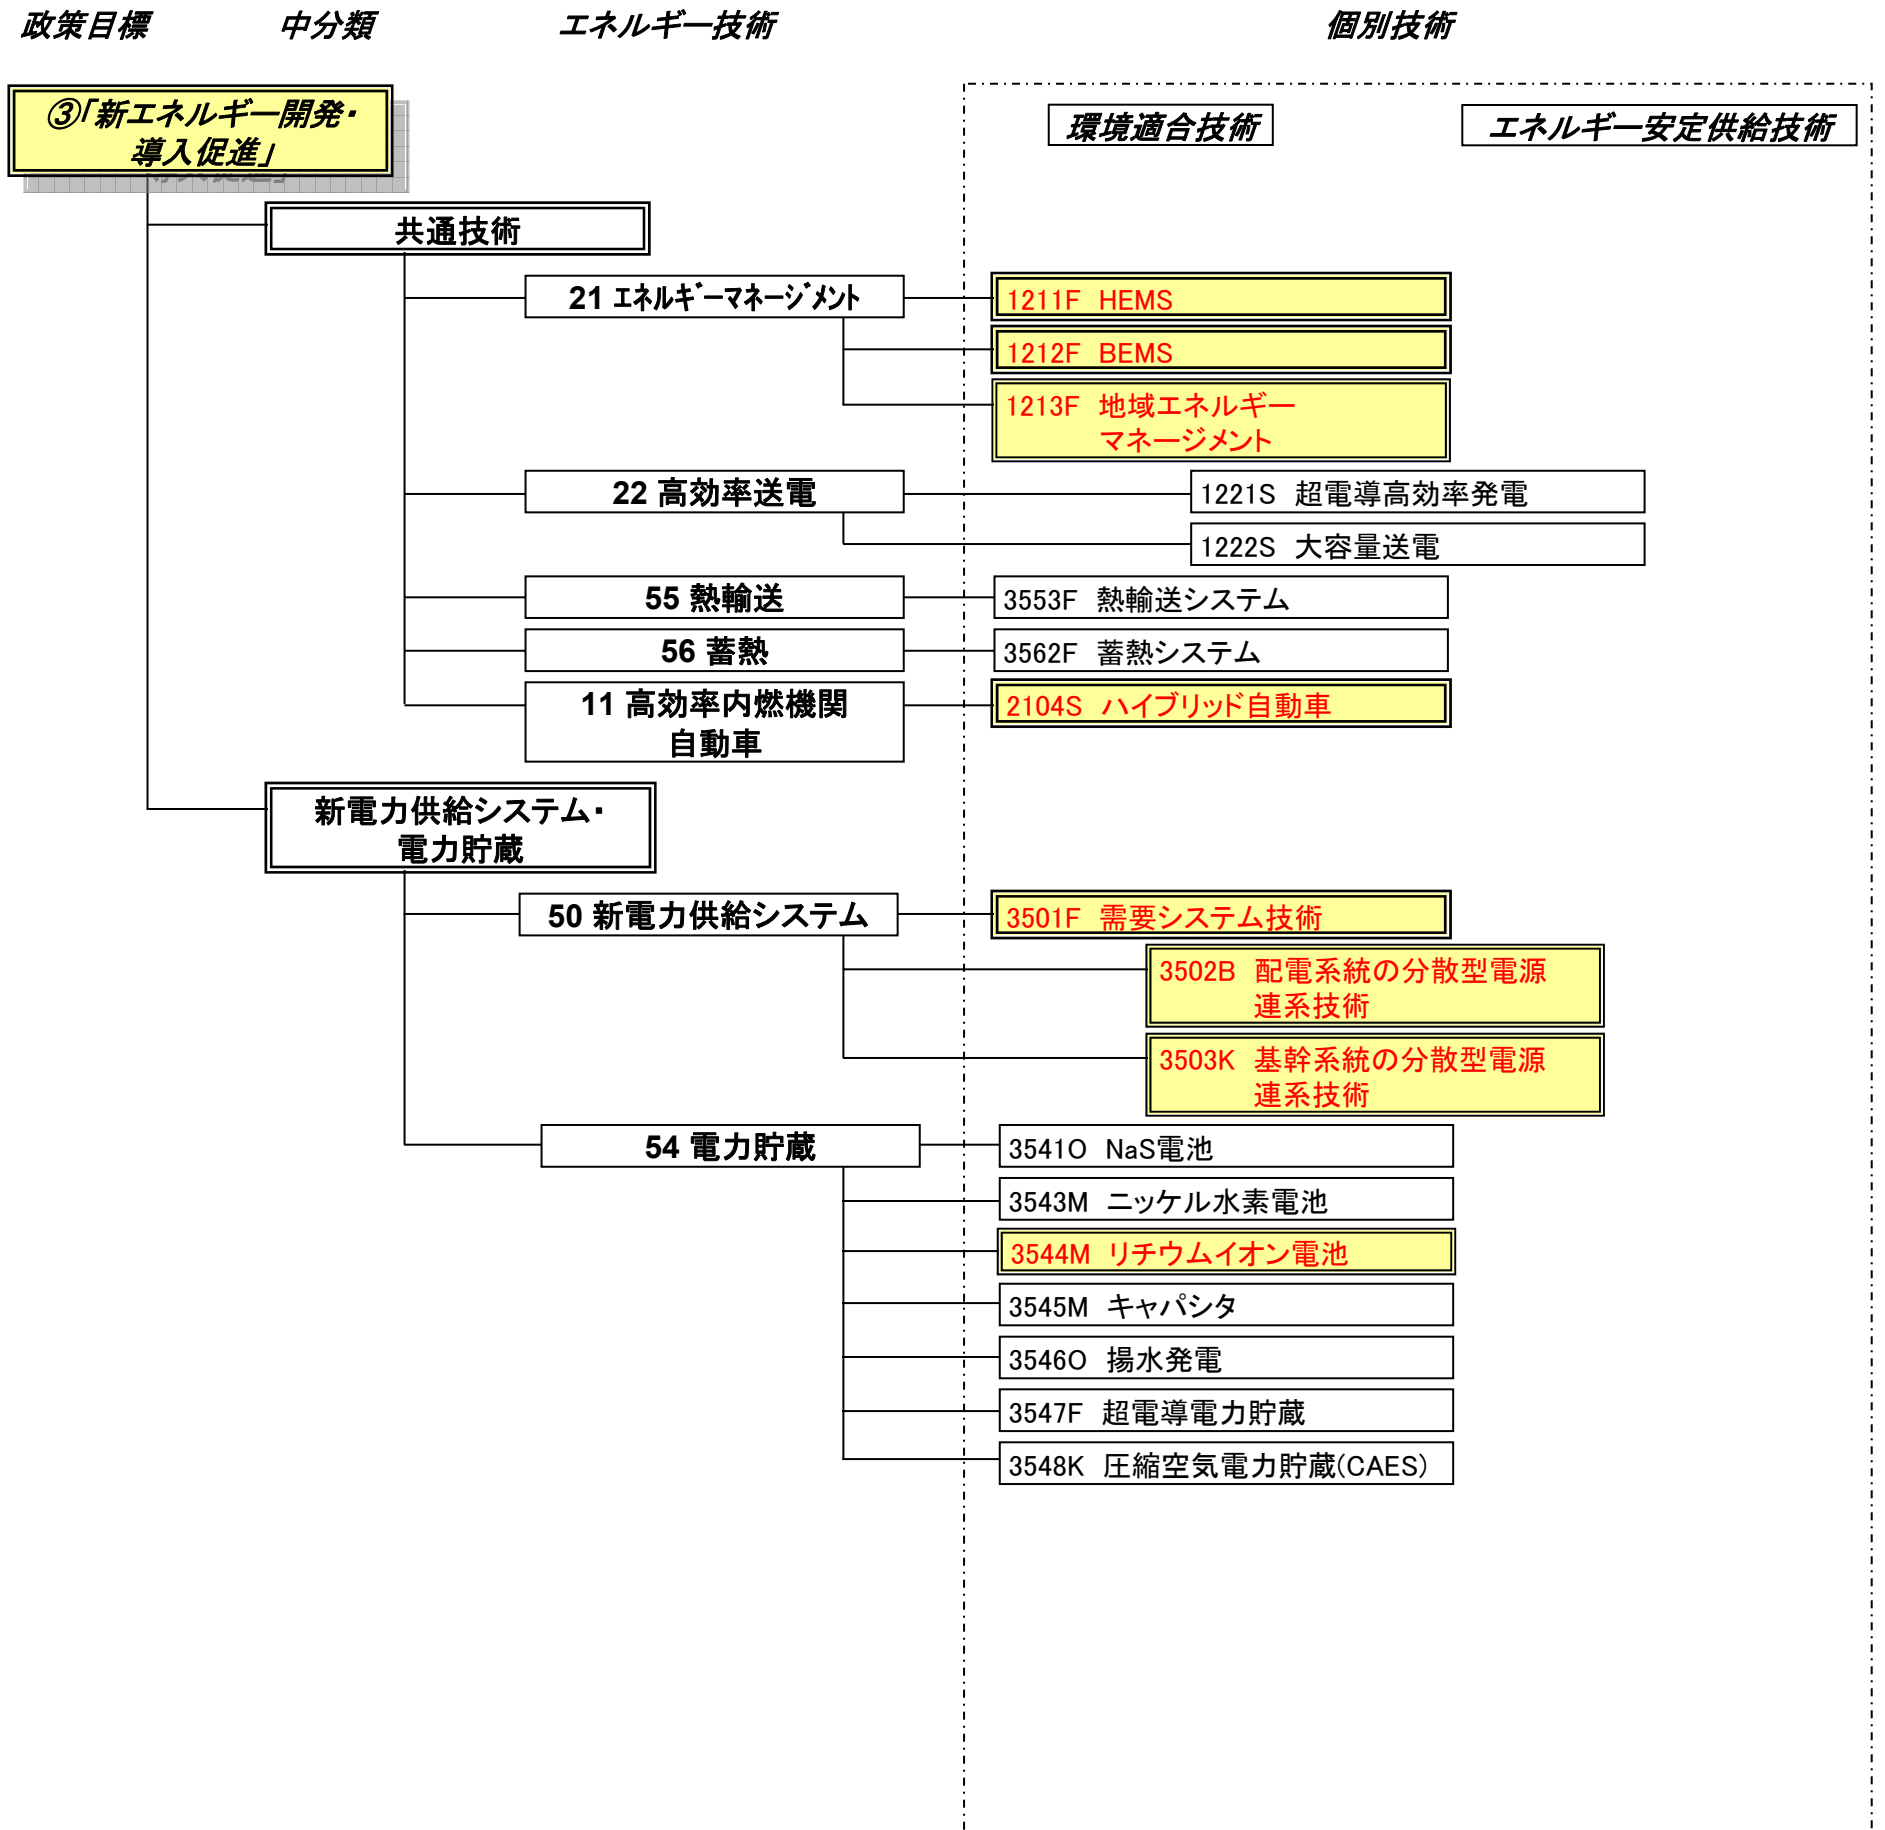 政策目標 中分類 エネルギー技術 個別技術
③「新エネルギー開発・
導入促進」
環境適合技術 エネルギー安定供給技術
共通技術
21 ｴﾈﾙｷﾞｰﾏﾈｰｼﾞﾒﾝﾄ 1211F HEMS
1212F BEMS
1213F 地域エネルギー
マネージメント
22 高効率送電 1221S 超電導高効率発電
1222S 大容量送電
55 熱輸送 3553F 熱輸送システム
56 蓄熱 3562F 蓄熱システム
11 高効率内燃機関
自動車
2104S ハイブリッド自動車
新電力供給システム・
電力貯蔵
50 新電力供給システム 3501F 需要システム技術
3502B 配電系統の分散型電源
連系技術
3503K 基幹系統の分散型電源
連系技術
54 電力貯蔵 3541O NaS電池
3543M ニッケル水素電池
3544M リチウムイオン電池
3545M キャパシタ
3546O 揚水発電
3547F 超電導電力貯蔵
3548K 圧縮空気電力貯蔵(CAES)